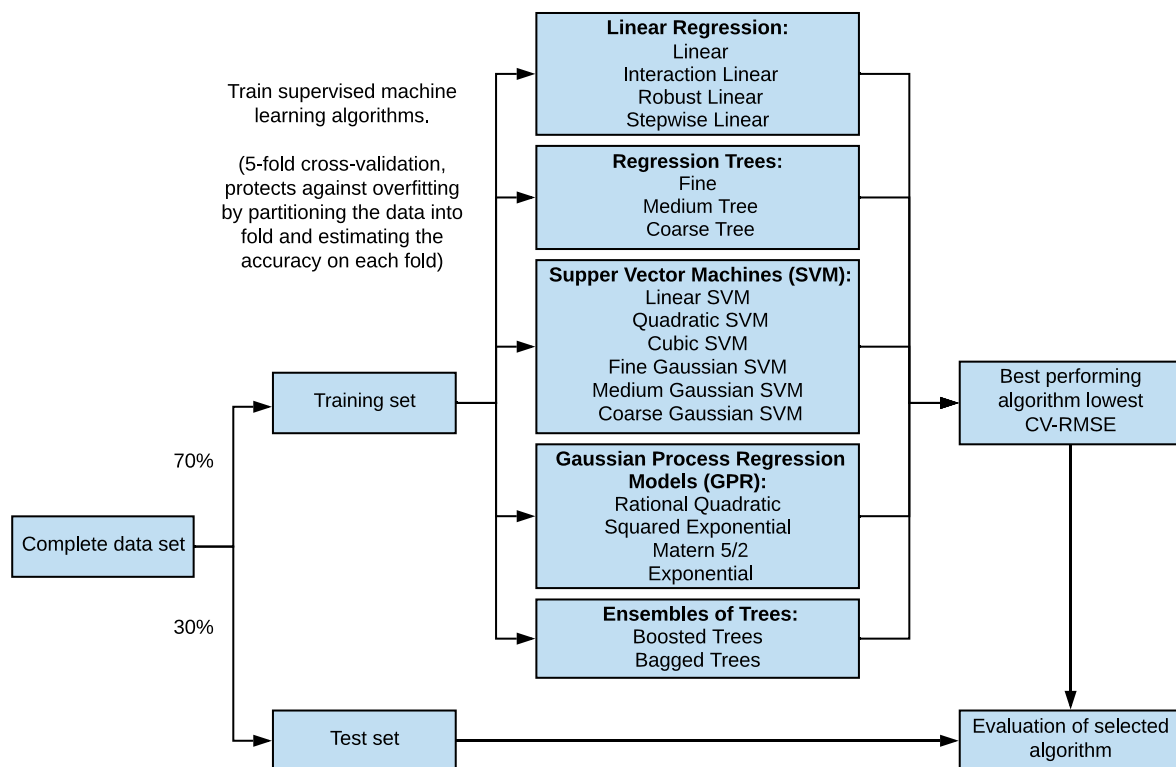 Train supervised machine
learning algorithms.
(5-fold cross-validation,
protects against overfitting
by partitioning the data into
fold and estimating the
accuracy on each fold)
Complete data set
70%
30%
Training set
Test set
Linear Regression:
Linear
Interaction Linear
Robust Linear
Stepwise Linear
Regression Trees:
Fine
Medium Tree
Coarse Tree
Supper Vector Machines (SVM):
Linear SVM
Quadratic SVM
Cubic SVM
Fine Gaussian SVM
Medium Gaussian SVM
Coarse Gaussian SVM
Gaussian Process Regression
Models (GPR):
Rational Quadratic
Squared Exponential
Matern 5/2
Exponential
Ensembles of Trees:
Boosted Trees
Bagged Trees
Best performing
algorithm lowest
CV-RMSE
Evaluation of selected
algorithm